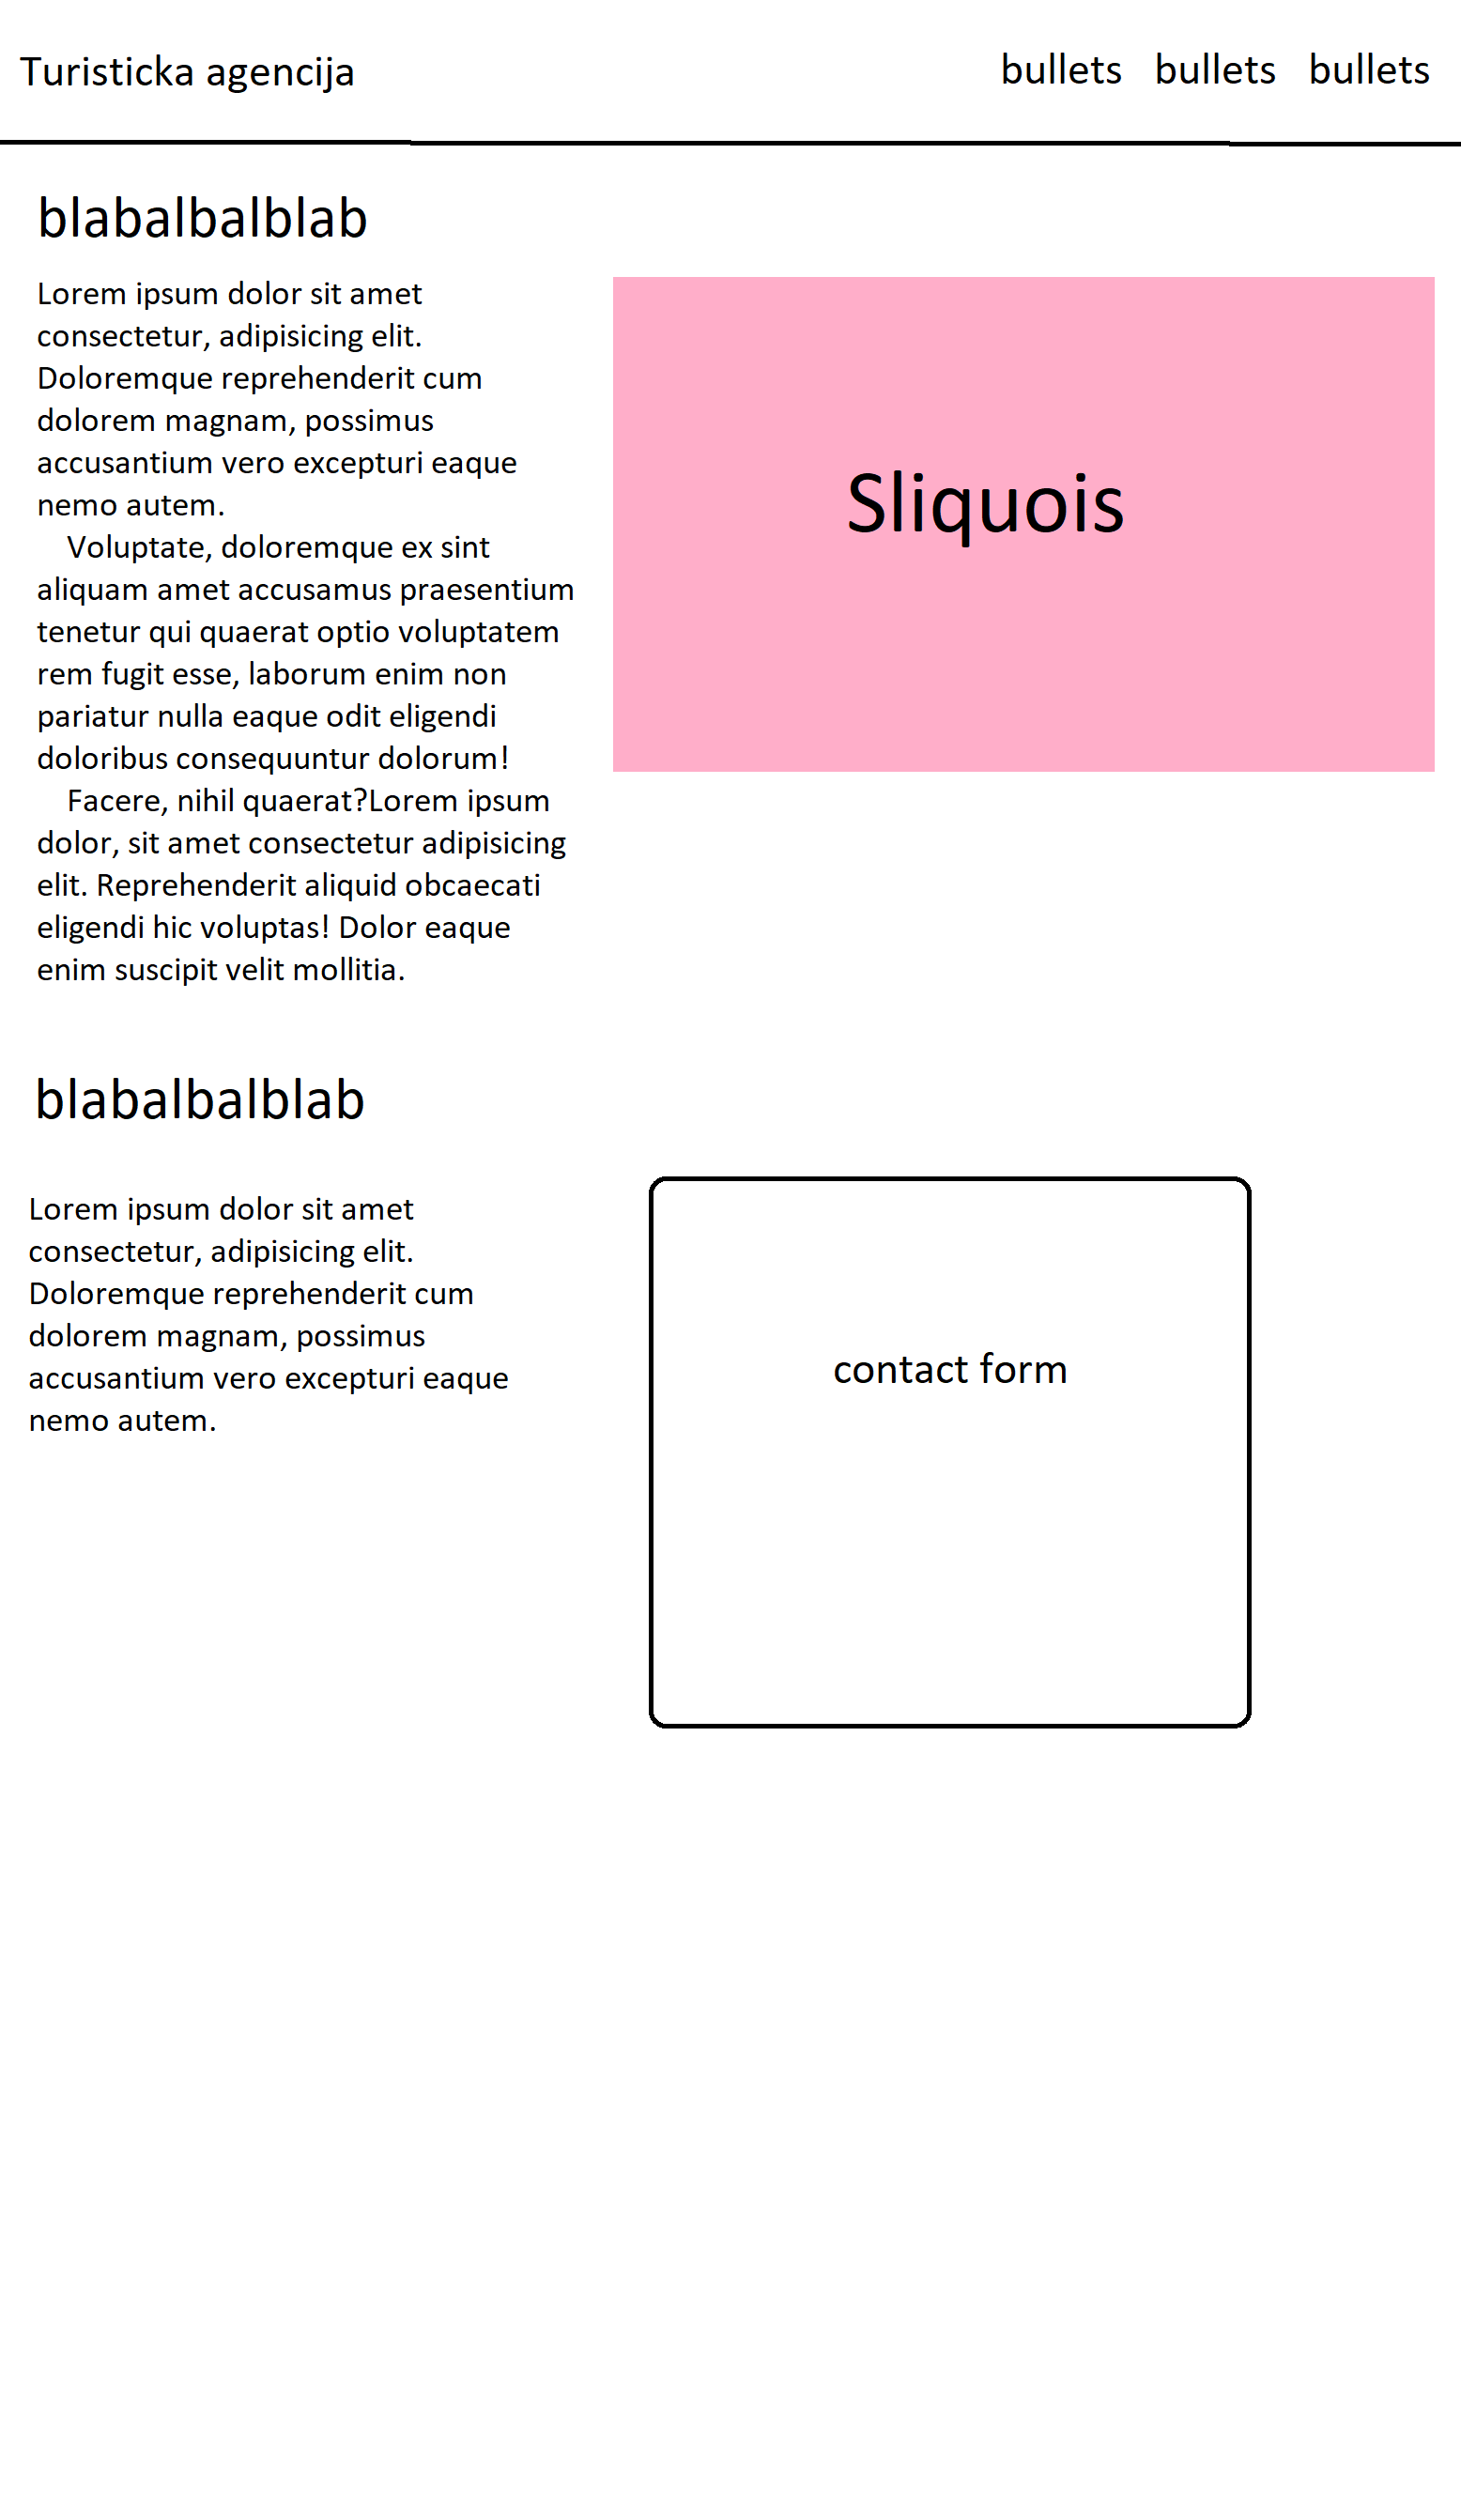 Turisticka agencija
bullets bullets bullets
blabalbalblab
Lorem ipsum dolor sit amet
consectetur, adipisicing elit.
Doloremque reprehenderit cum
dolorem magnam, possimus
accusantium vero excepturi eaque
nemo autem.
Voluptate, doloremque ex sint
aliquam amet accusamus praesentium
tenetur qui quaerat optio voluptatem
rem fugit esse, laborum enim non
pariatur nulla eaque odit eligendi
doloribus consequuntur dolorum!
Facere, nihil quaerat?Lorem ipsum
dolor, sit amet consectetur adipisicing
elit. Reprehenderit aliquid obcaecati
eligendi hic voluptas! Dolor eaque
enim suscipit velit mollitia.
Sliquois
blabalbalblab
Lorem ipsum dolor sit amet
consectetur, adipisicing elit.
Doloremque reprehenderit cum
dolorem magnam, possimus
accusantium vero excepturi eaque
nemo autem.
contact form